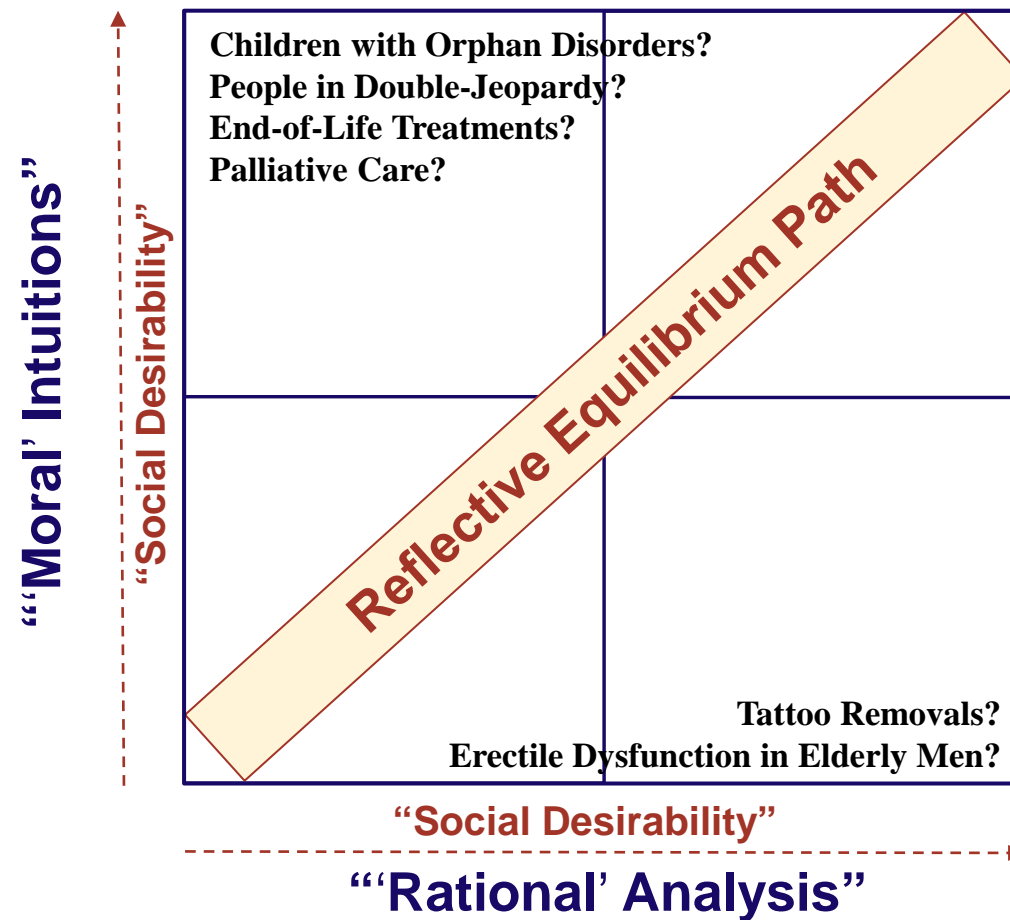 Children with Orphan Disorders?
People in Double-Jeopardy?
End-of-Life Treatments?
Palliative Care?
“‘Moral’ Intuitions”
“Social Desirability”
Reflective Equilibrium Path
Tattoo Removals?
Erectile Dysfunction in Elderly Men?
“Social Desirability”
“‘Rational’ Analysis”